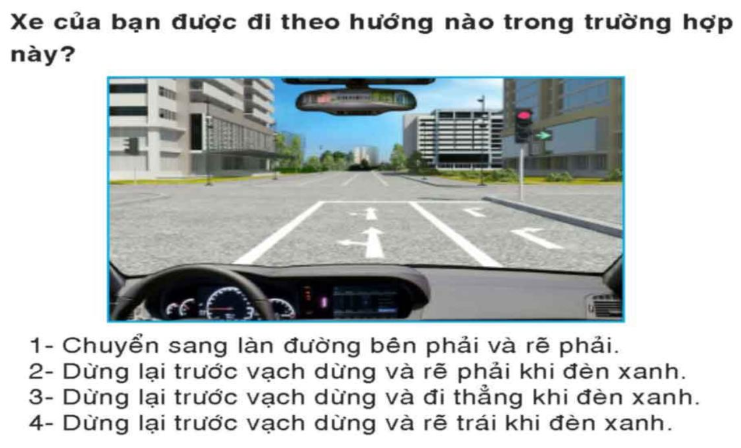 Xe của bạn được đi theo hướng nào trong trường hợp
này?
1- Chuyển sang làn đường bên phải và rẽ phải.
2- Dừng lại trước vạch dừng và rẽ phải khi đèn xanh.
3- Dừng lại trước vạch dừng và đi thẳng khi đèn xanh.
4- Dừng lại trước vạch dừng và rẽ trái khi đèn xanh.